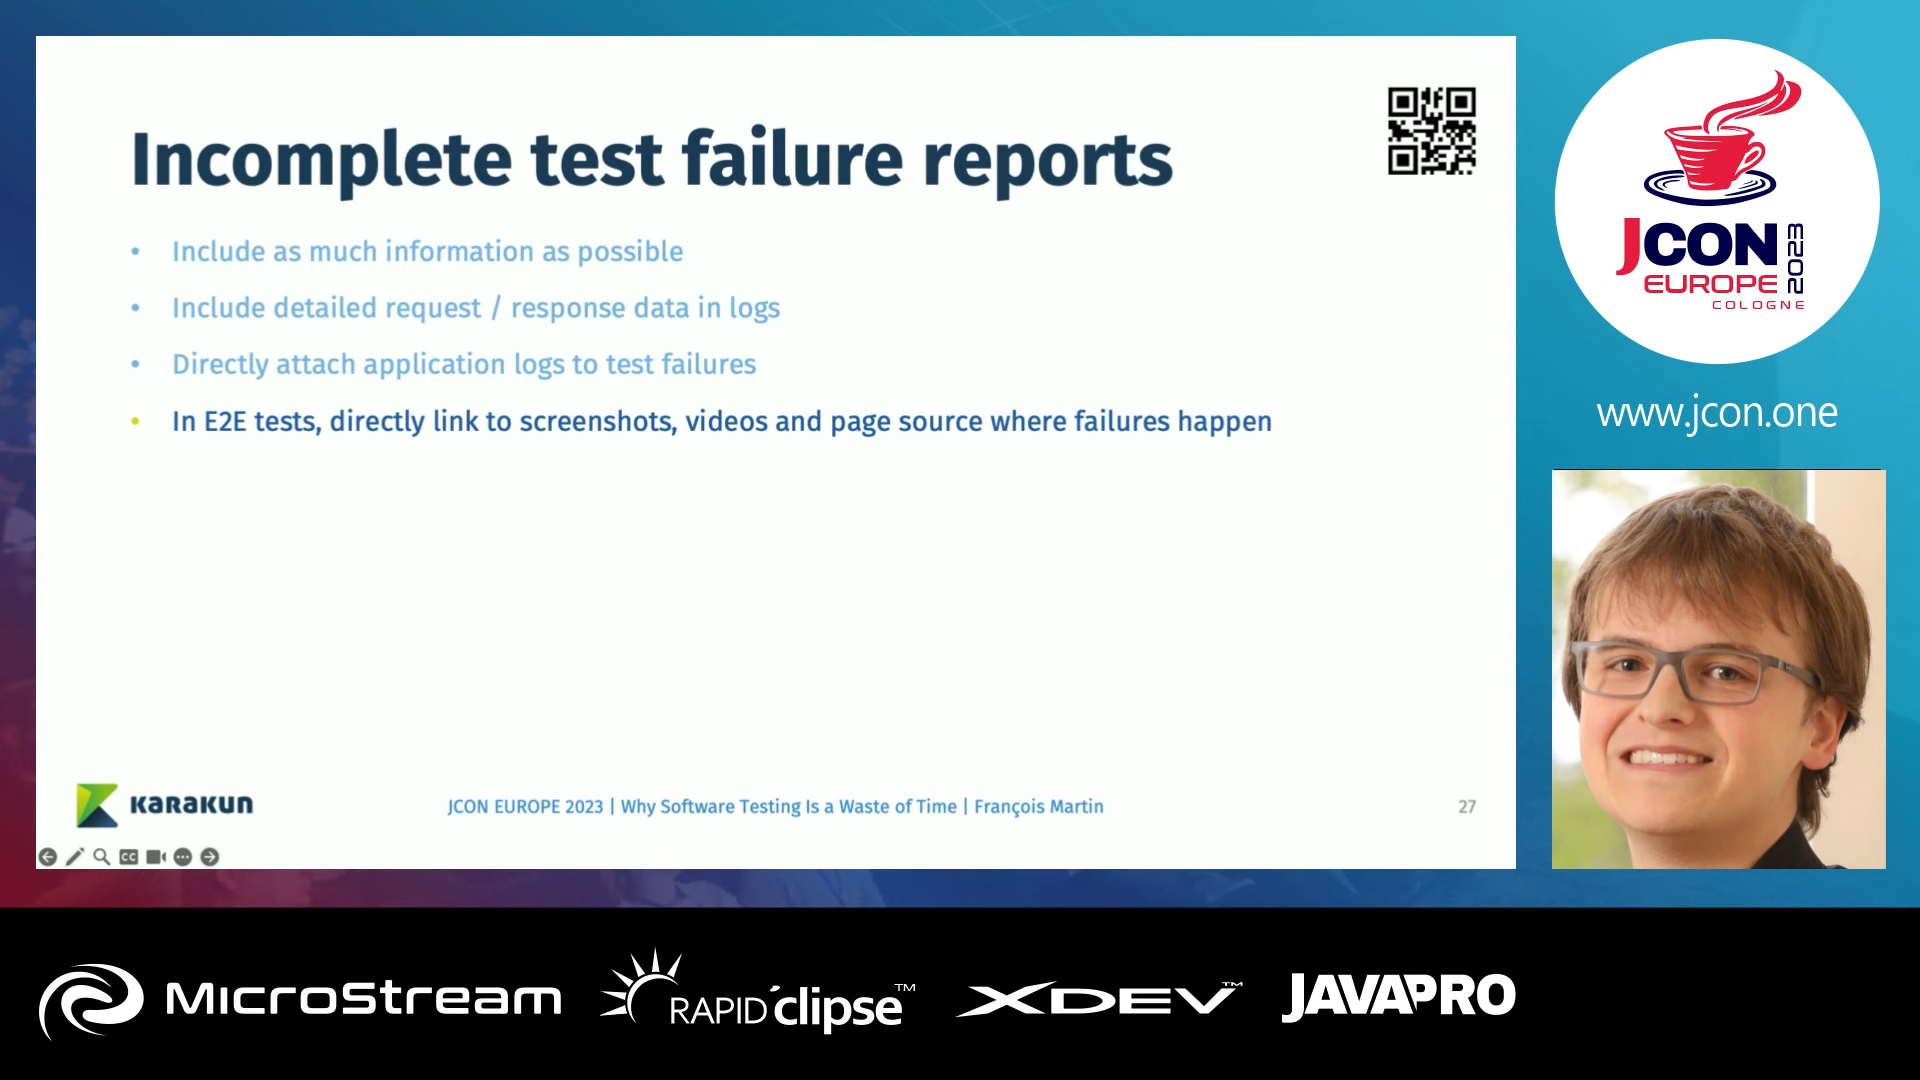 Incomplete test failure reports
• Include as much information as possible
• Include detailed request / response data in logs
• Directly attach application logs to test failures
• In E2E tests, directly link to screenshots, videos and page source where failures happen
KARAKUN
JCON EUROPE 2023 | Why Software Testing Is a Waste of Time | François Martin
27
CC
JCON
2023
EUROPE
COLOGNE
www.jcon.one
MICROSTREAM
RAPID'clipse™
XDEV™
JAVAPRO